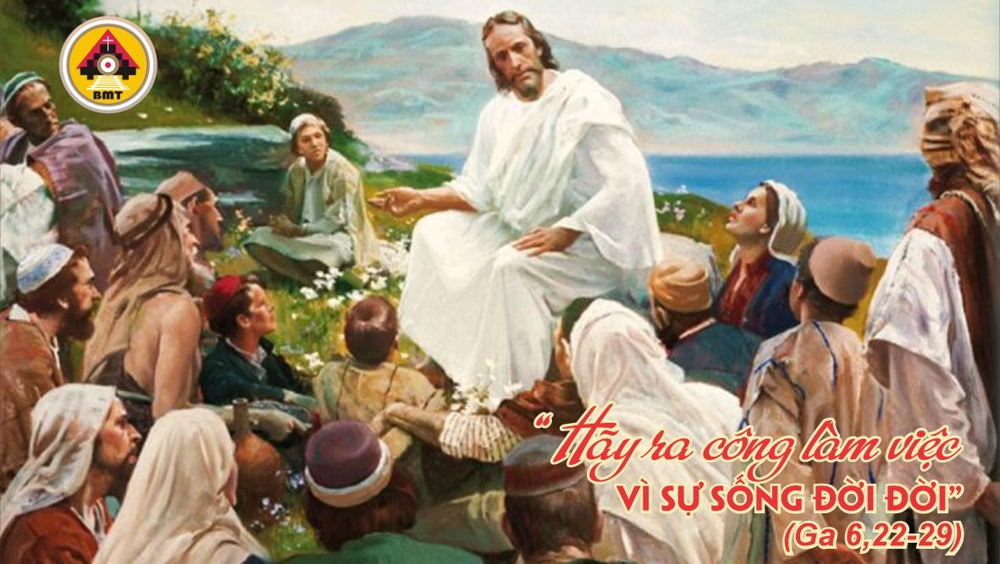 BMT
“Hãy ra công làm việc
VÌ SỰ SỐNG ĐỜI ĐỜI”
(Ga 6,22-29)